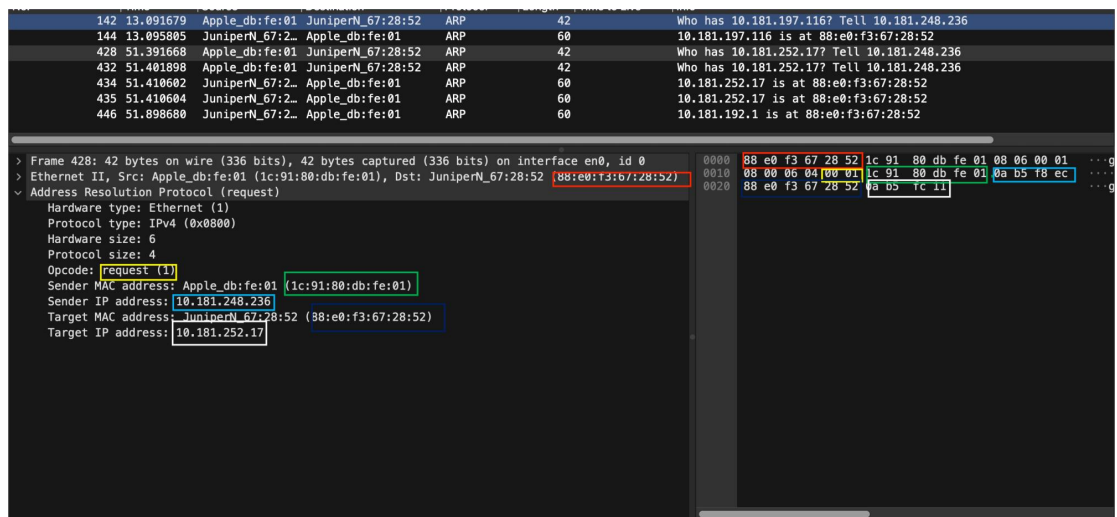 142 13.091679 Apple_db:fe:01 JuniperN_67:28:52 ARP 42 Who has 10.181.197.116? Tell 10.181.248.236
144 13.095805 JuniperN_67:2… Apple_db:fe:01 ARP 60 10.181.197.116 is at 88:e0:f3:67:28:52
428 51.391668 Apple_db:fe:01 JuniperN_67:28:52 ARP 42 Who has 10.181.252.17? Tell 10.181.248.236
432 51.401898 Apple_db:fe:01 JuniperN_67:28:52 ARP 42 Who has 10.181.252.17? Tell 10.181.248.236
434 51.410602 JuniperN_67:2… Apple_db:fe:01 ARP 60 10.181.252.17 is at 88:e0:f3:67:28:52
435 51.410604 JuniperN_67:2… Apple_db:fe:01 ARP 60 10.181.252.17 is at 88:e0:f3:67:28:52
446 51.898680 JuniperN_67:2… Apple_db:fe:01 ARP 60 10.181.192.1 is at 88:e0:f3:67:28:52
> Frame 428: 42 bytes on wire (336 bits), 42 bytes captured (336 bits) on interface en0, id 0
> Ethernet II, Src: Apple_db:fe:01 (1c:91:80:db:fe:01), Dst: JuniperN_67:28:52 (88:e0:f3:67:28:52)
Address Resolution Protocol (request)
Hardware type: Ethernet (1)
Protocol type: IPv4 (0x0800)
Hardware size: 6
Protocol size: 4
Opcode: request (1)
Sender MAC address: Apple_db:fe:01 (1c:91:80:db:fe:01)
Sender IP address: 10.181.248.236
Target MAC address: JuniperN_67:28:52 (88:e0:f3:67:28:52)
Target IP address: 10.181.252.17
0000 88 e0 f3 67 28 52 1c 91 80 db fe 01 08 06 00 01 ···g
0010 08 00 06 04 00 01 1c 91 80 db fe 01 0a b5 f8 ec ····
0020 88 e0 f3 67 28 52 0a b5 fc 11 ···g